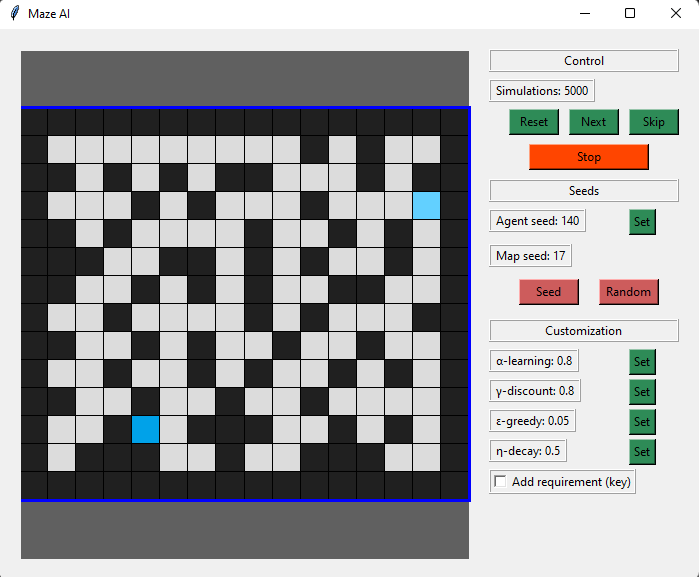 Maze AI
Control
Simulations: 5000
Reset Next Skip
Stop
Seeds
Agent seed: 140 Set
Map seed: 17
Seed Random
Customization
α-learning: 0.8 Set
γ-discount: 0.8 Set
ε-greedy: 0.05 Set
η-decay: 0.5 Set
Add requirement (key)